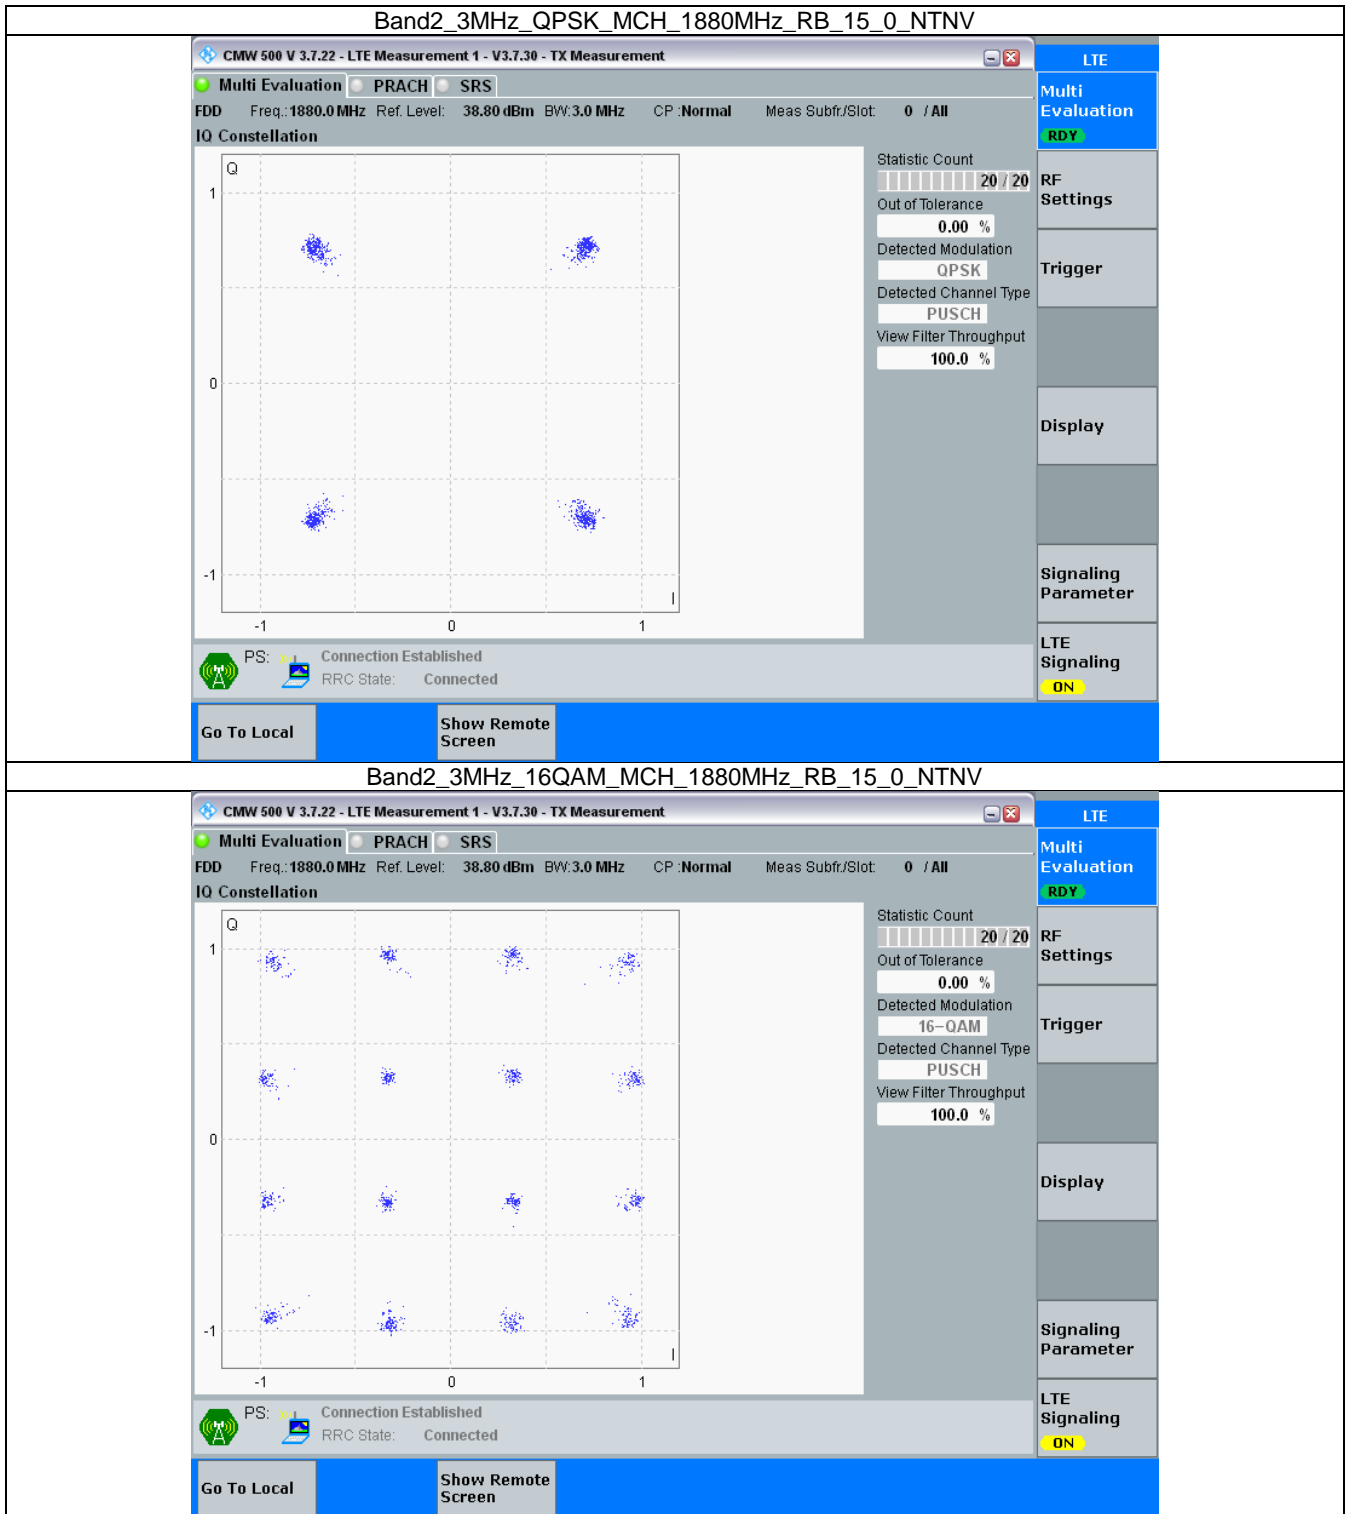 Band2_3MHz_QPSK_MCH_1880MHz_RB_15_0_NTNV
CMW 500 V 3.7.22 - LTE Measurement 1 - V3.7.30 - TX Measurement
LTE
Multi Evaluation PRACH SRS
Multi
Evaluation
RDY
FDD Freq.: 1880.0 MHz Ref. Level: 38.80 dBm BW: 3.0 MHz CP : Normal Meas Subfr./Slot: 0 / All
IQ Constellation
Q
1
0
-1
I
-1 0 1
Statistic Count
20 / 20
Out of Tolerance
0.00 %
Detected Modulation
QPSK
Detected Channel Type
PUSCH
View Filter Throughput
100.0 %
RF
Settings
Trigger
Display
Signaling
Parameter
LTE
Signaling
ON
PS: Connection Established
RRC State: Connected
Go To Local
Show Remote
Screen
Band2_3MHz_16QAM_MCH_1880MHz_RB_15_0_NTNV
CMW 500 V 3.7.22 - LTE Measurement 1 - V3.7.30 - TX Measurement
LTE
Multi Evaluation PRACH SRS
Multi
Evaluation
RDY
FDD Freq.: 1880.0 MHz Ref. Level: 38.80 dBm BW: 3.0 MHz CP : Normal Meas Subfr./Slot: 0 / All
IQ Constellation
Q
1
0
-1
I
-1 0 1
Statistic Count
20 / 20
Out of Tolerance
0.00 %
Detected Modulation
16-QAM
Detected Channel Type
PUSCH
View Filter Throughput
100.0 %
RF
Settings
Trigger
Display
Signaling
Parameter
LTE
Signaling
ON
PS: Connection Established
RRC State: Connected
Go To Local
Show Remote
Screen